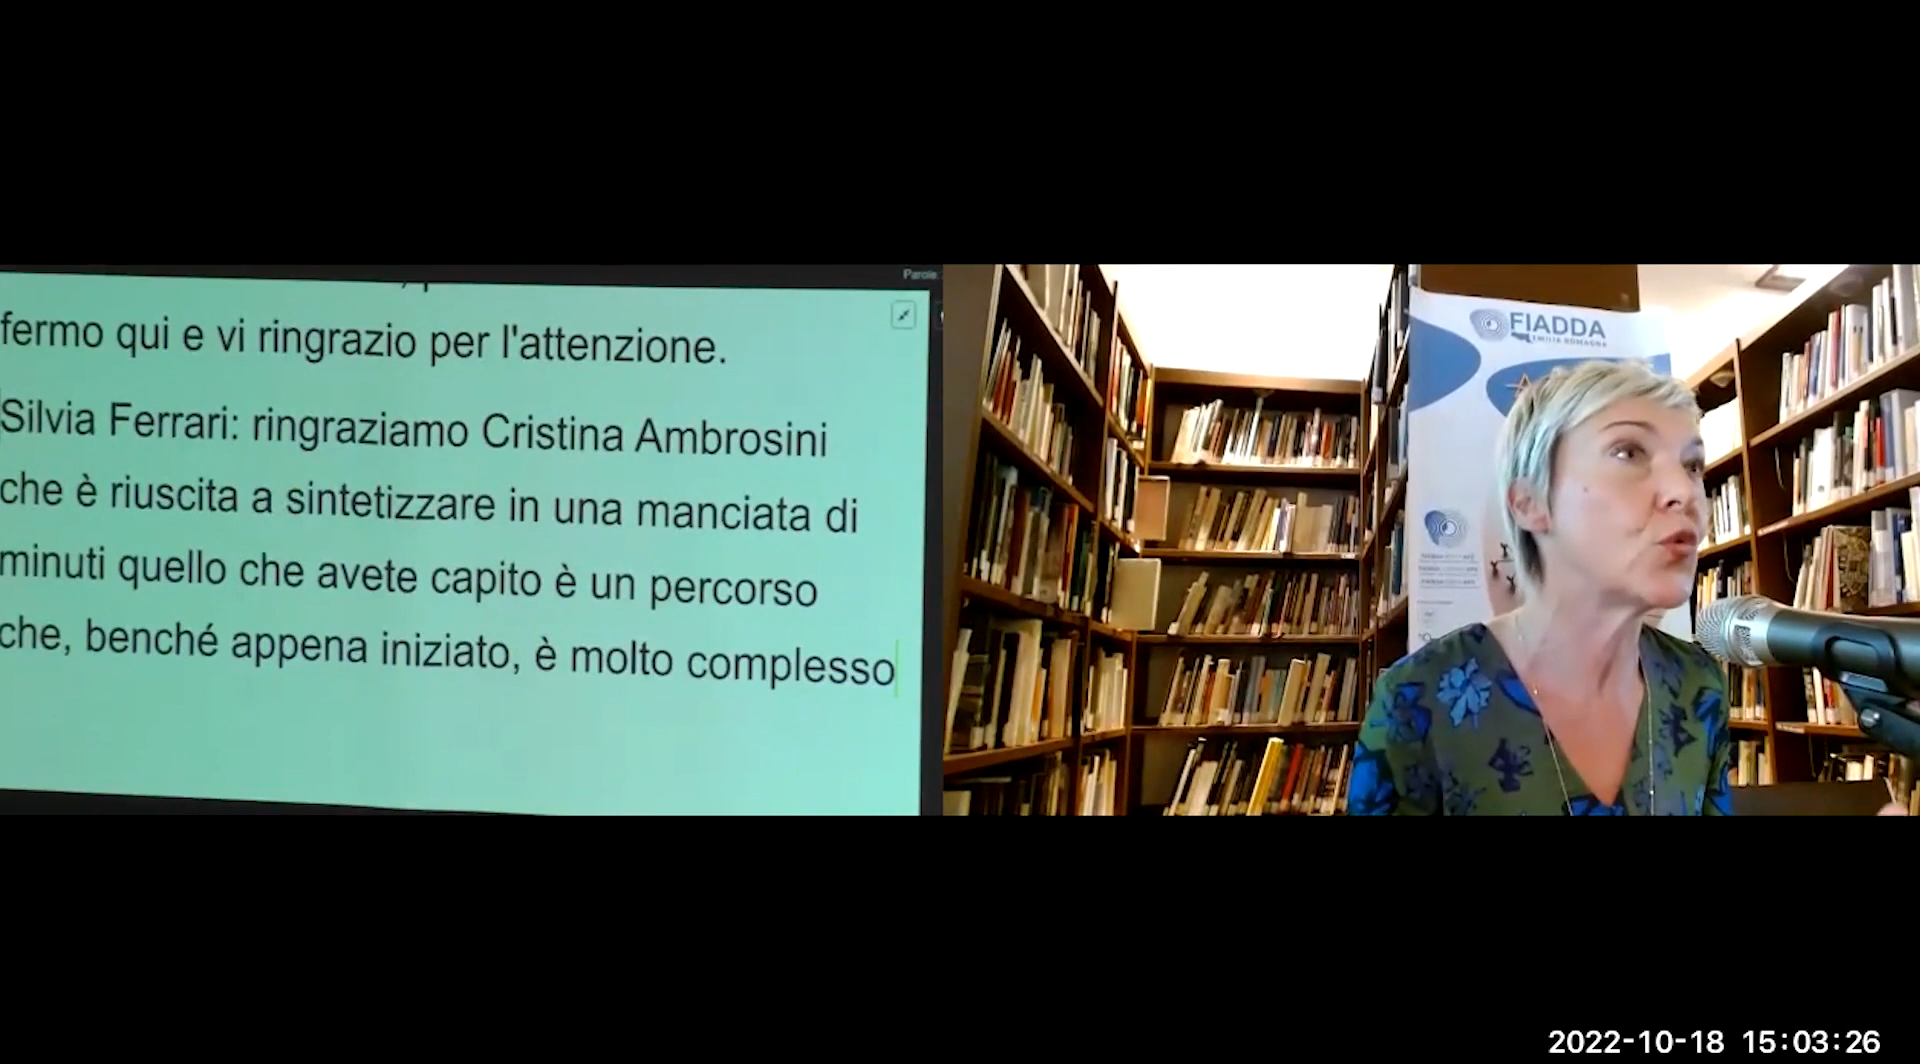 Parole
fermo qui e vi ringrazio per l'attenzione.
Silvia Ferrari: ringraziamo Cristina Ambrosini
che è riuscita a sintetizzare in una manciata di
minuti quello che avete capito è un percorso
che, benché appena iniziato, è molto complesso
FIADDA
EMILIA ROMAGNA
2022-10-18 15:03:26